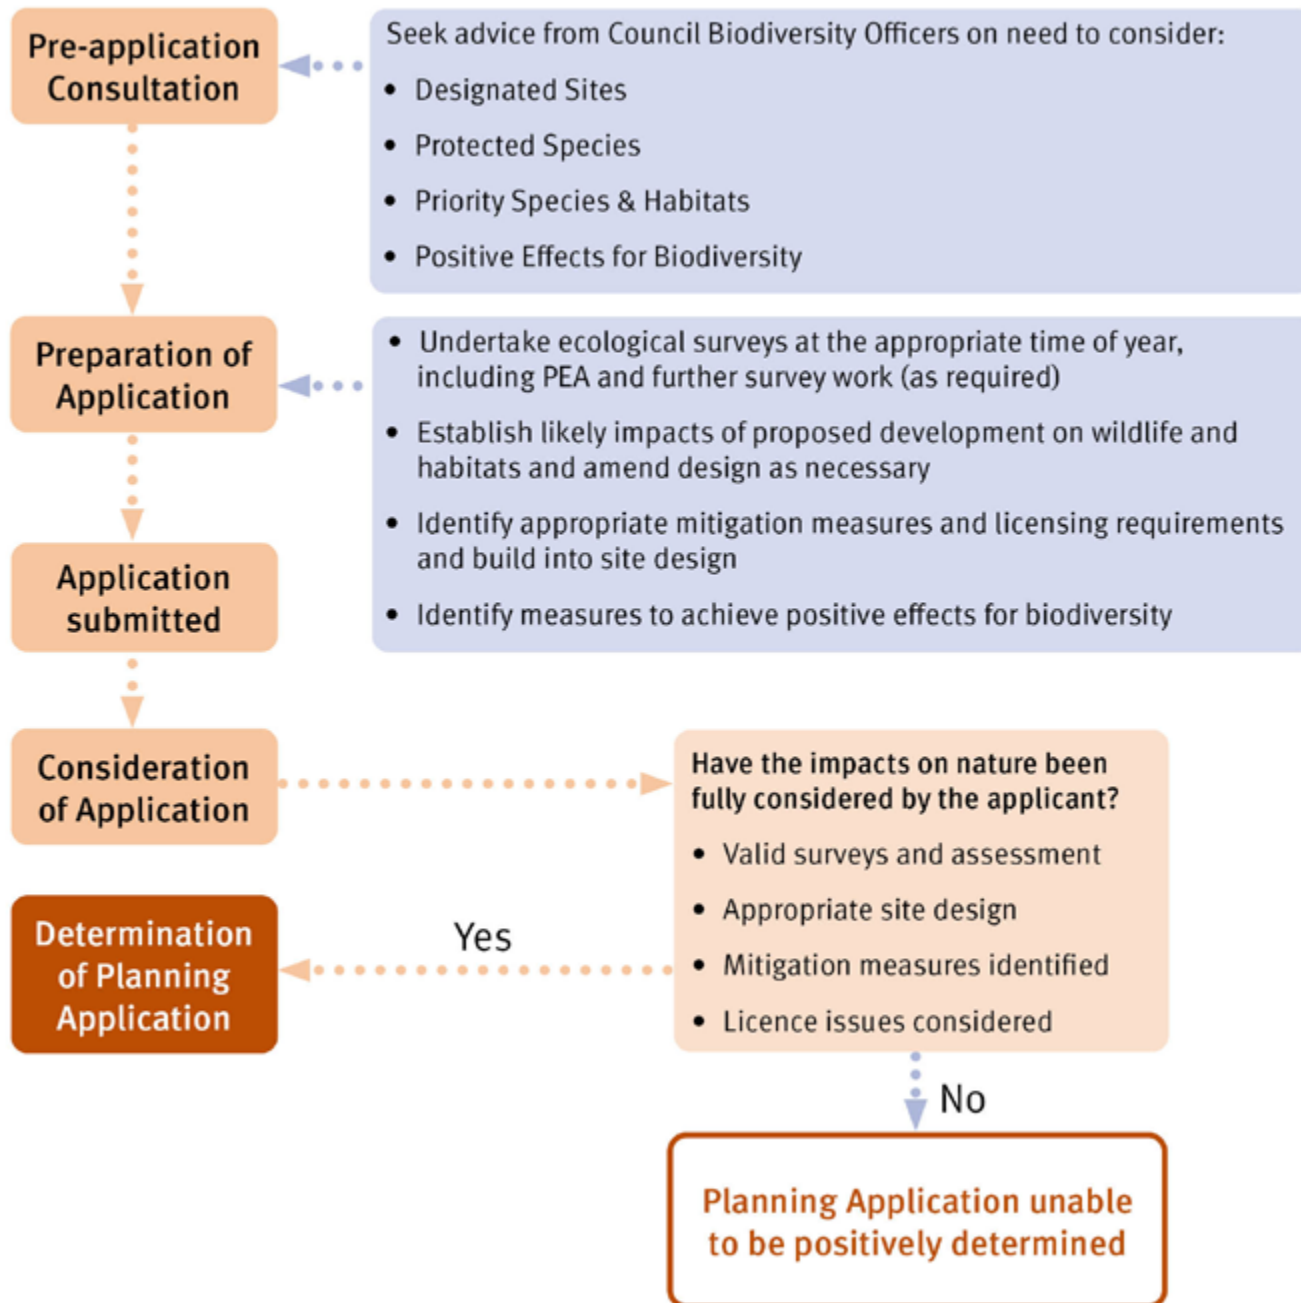 Pre-application
Consultation
Seek advice from Council Biodiversity Officers on need to consider:
• Designated Sites
• Protected Species
• Priority Species & Habitats
• Positive Effects for Biodiversity
Preparation of
Application
• Undertake ecological surveys at the appropriate time of year,
including PEA and further survey work (as required)
• Establish likely impacts of proposed development on wildlife and
habitats and amend design as necessary
• Identify appropriate mitigation measures and licensing requirements
and build into site design
• Identify measures to achieve positive effects for biodiversity
Application
submitted
Consideration
of Application
Have the impacts on nature been
fully considered by the applicant?
• Valid surveys and assessment
• Appropriate site design
• Mitigation measures identified
• Licence issues considered
Yes
Determination
of Planning
Application
No
Planning Application unable
to be positively determined